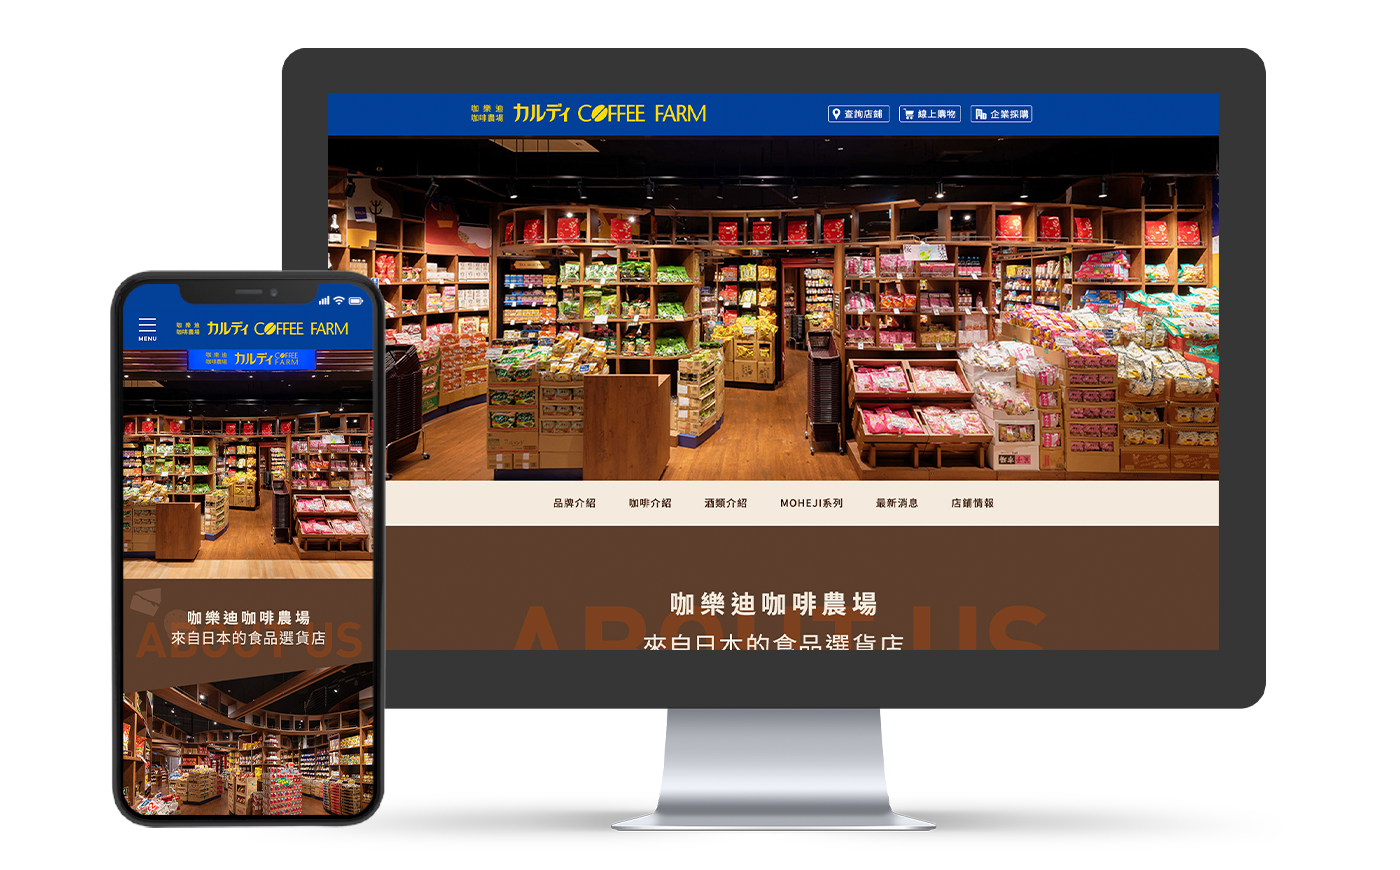 咖樂迪
咖啡農場
カルディ COFFEE FARM
查詢店鋪
線上購物
企業採購
品牌介紹
咖啡介紹
酒類介紹
MOHEJI系列
最新消息
店鋪情報
ABOUT US
咖樂迪咖啡農場
來自日本的食品選貨店
MENU
咖樂迪
咖啡農場
カルディ COFFEE FARM
咖樂迪
咖啡農場
カルディ COFFEE FARM
ABOUT US
咖樂迪咖啡農場
來自日本的食品選貨店